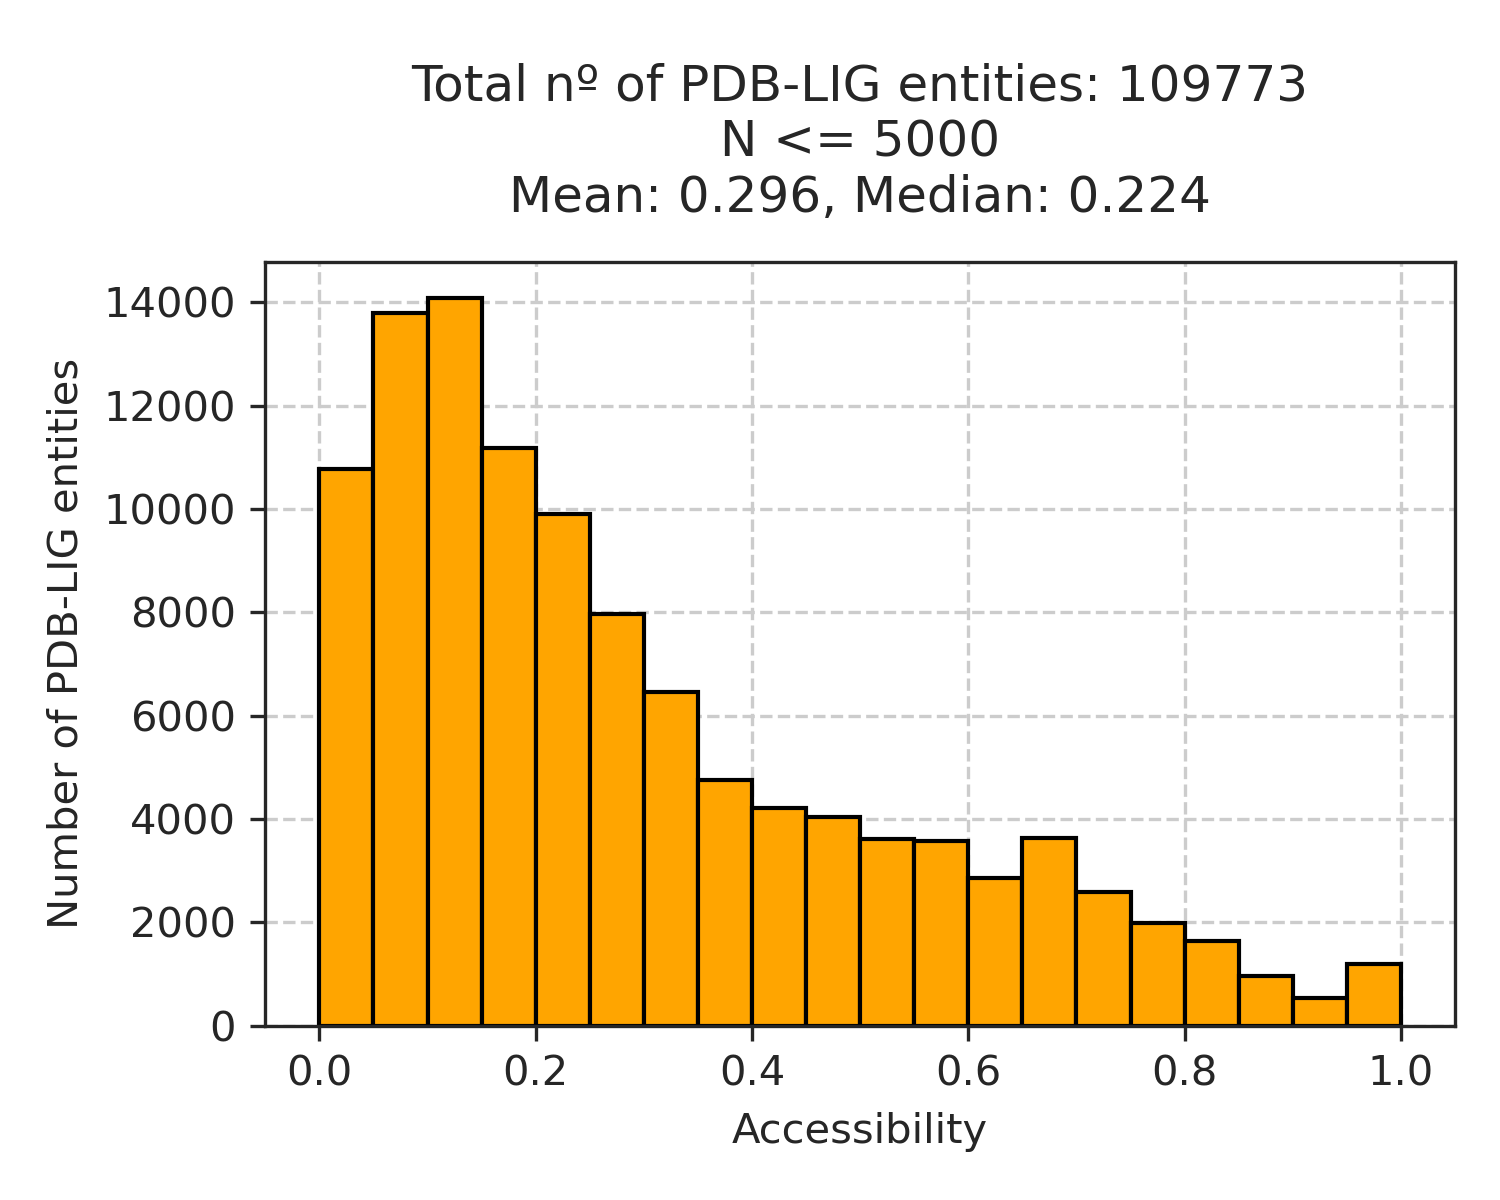 Total nº of PDB-LIG entities: 109773
N <= 5000
Mean: 0.296, Median: 0.224
14000
12000
10000
8000
6000
4000
2000
0
Number of PDB-LIG entities
0.0 0.2 0.4 0.6 0.8 1.0
Accessibility